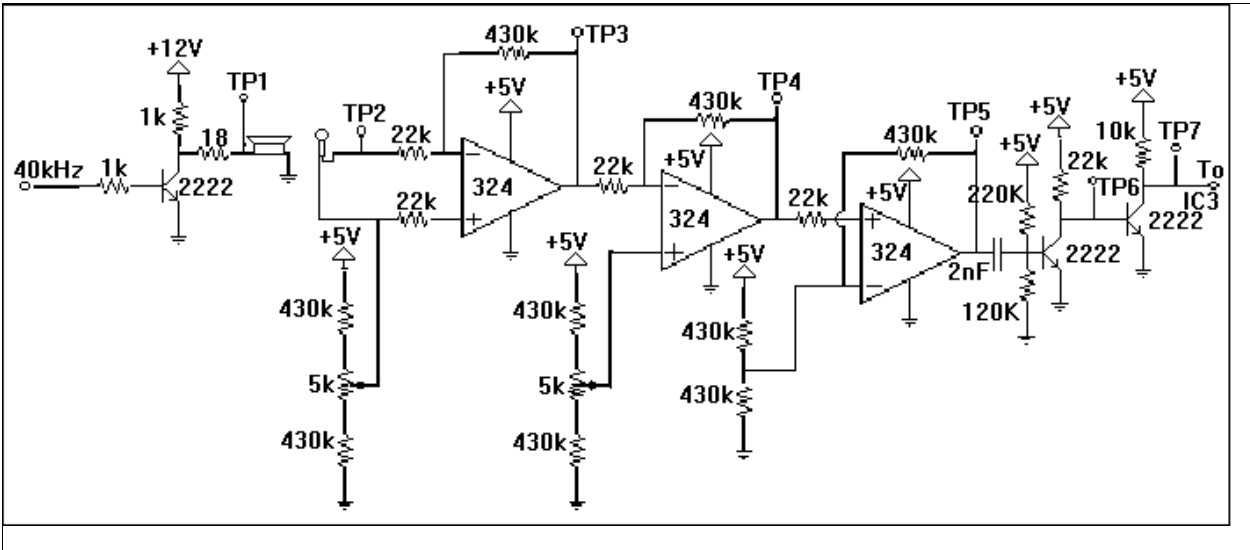 430k
TP3
+12V
TP1
1k
18
40kHz
1k
2222
TP2
22k
22k
+5V
324
+5V
430k
5k
430k
22k
430k
TP4
+5V
324
+5V
430k
5k
430k
22k
430k
TP5
+5V
324
+5V
430k
430k
2nF
+5V
220K
120K
+5V
22k
2222
TP6
+5V
10k
TP7
2222
To
IC3